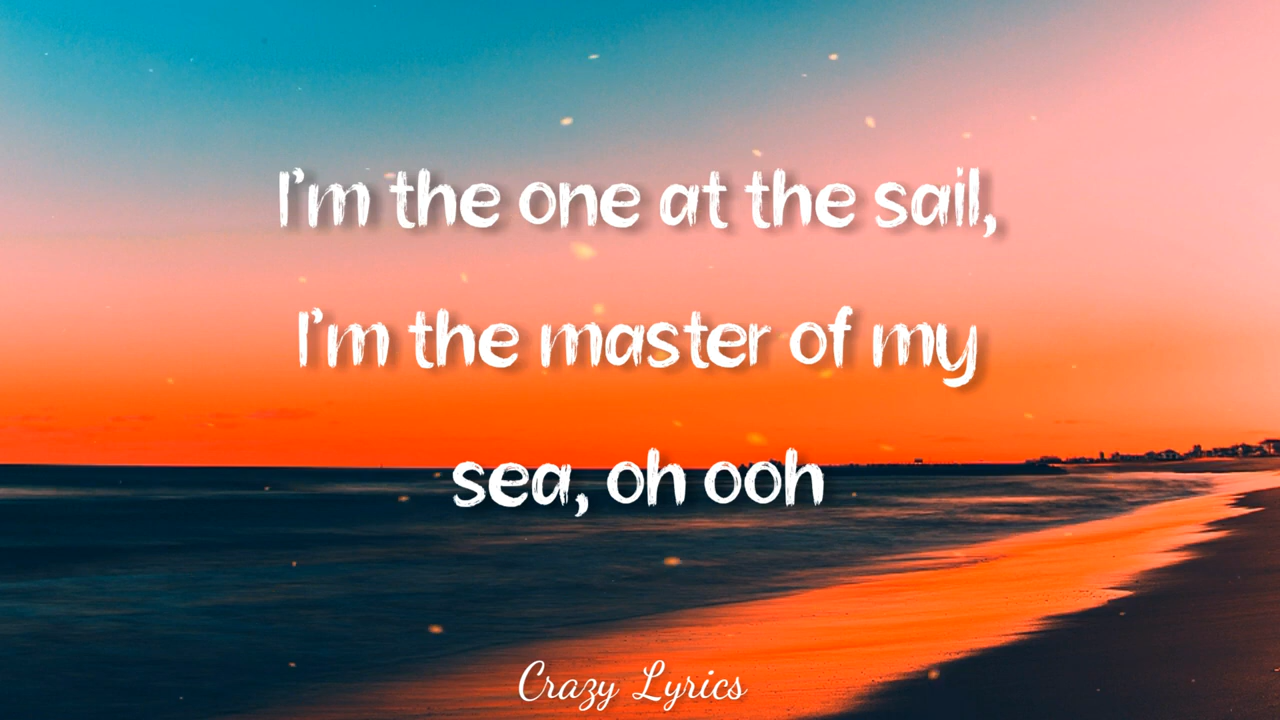 I'm the one at the sail,
I'm the master of my
sea, oh ooh
Crazy Lyrics